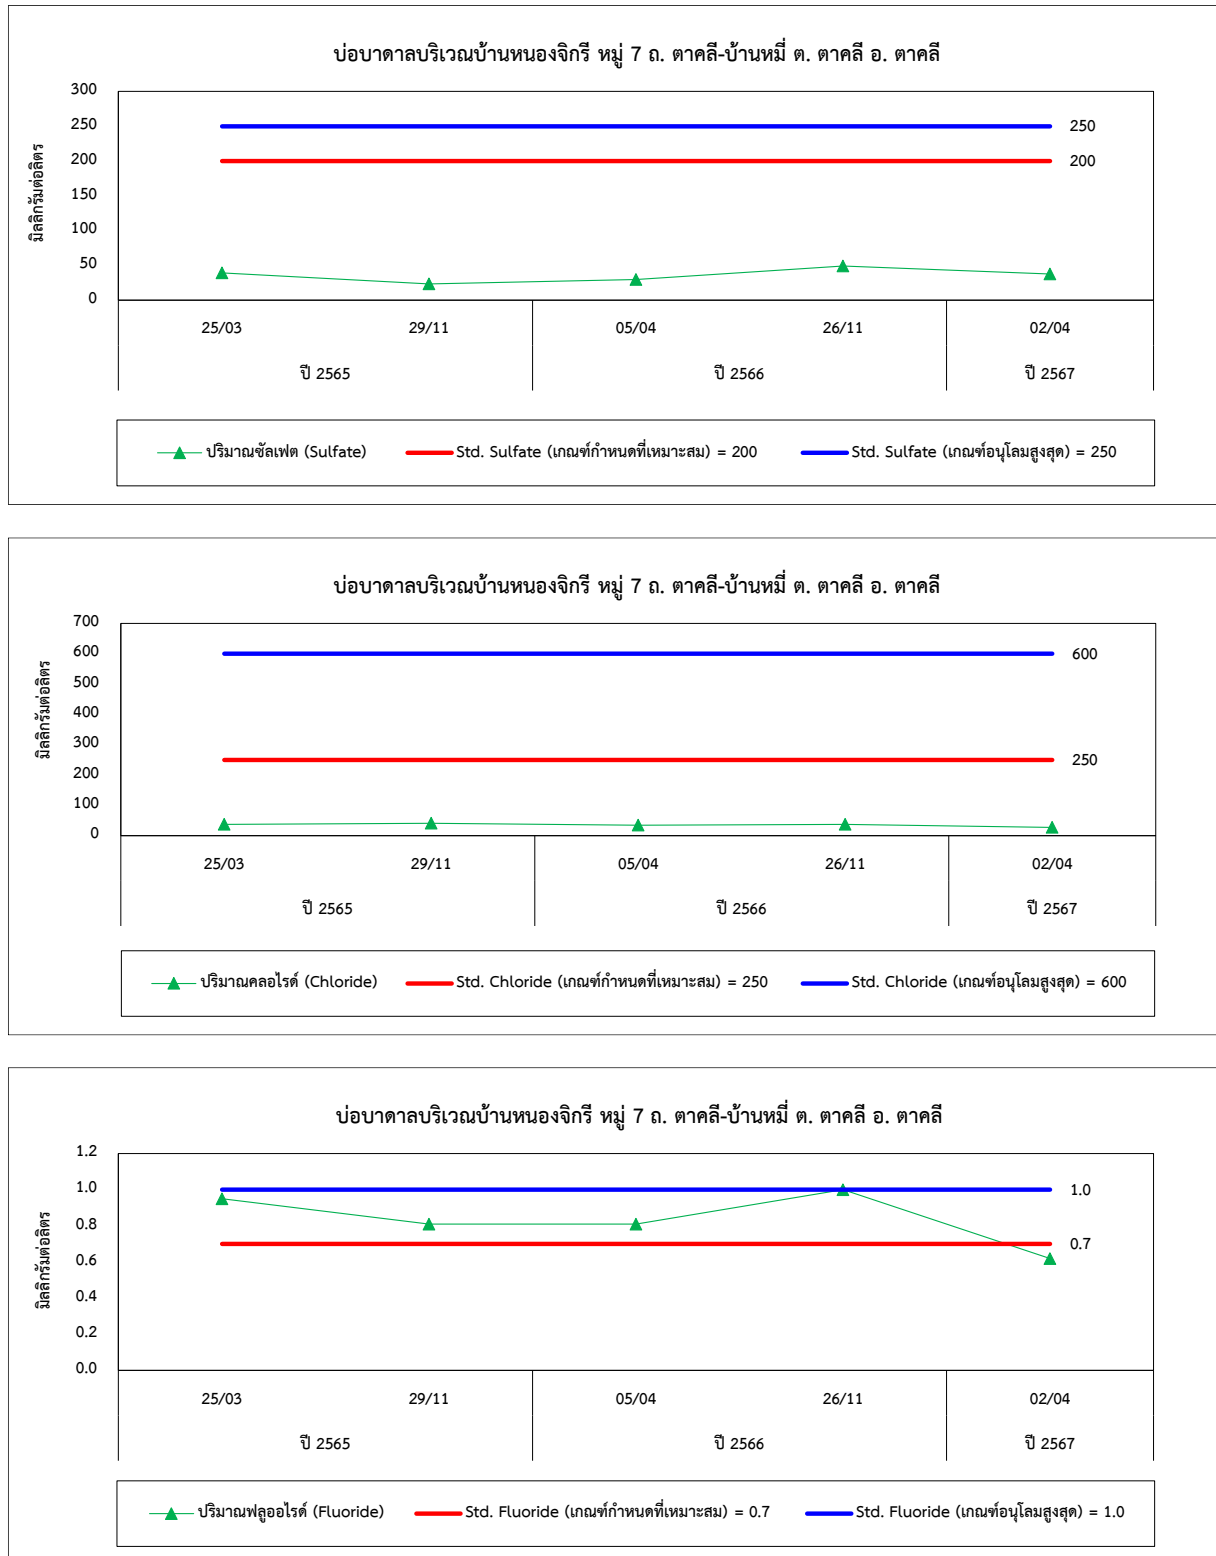 บ่อบาดาลบริเวณบ้านหนองจิกรี หมู่ 7 ถ. ตาคลี-บ้านหมี่ ต. ตาคลี อ. ตาคลี
มิลลิกรัมต่อลิตร
300
250
200
150
100
50
0
250
200
25/03 29/11 05/04 26/11 02/04
ปี 2565 ปี 2566 ปี 2567
ปริมาณซัลเฟต (Sulfate) Std. Sulfate (เกณฑ์กำหนดที่เหมาะสม) = 200 Std. Sulfate (เกณฑ์อนุโลมสูงสุด) = 250
บ่อบาดาลบริเวณบ้านหนองจิกรี หมู่ 7 ถ. ตาคลี-บ้านหมี่ ต. ตาคลี อ. ตาคลี
มิลลิกรัมต่อลิตร
700
600
500
400
300
200
100
0
600
250
25/03 29/11 05/04 26/11 02/04
ปี 2565 ปี 2566 ปี 2567
ปริมาณคลอไรด์ (Chloride) Std. Chloride (เกณฑ์กำหนดที่เหมาะสม) = 250 Std. Chloride (เกณฑ์อนุโลมสูงสุด) = 600
บ่อบาดาลบริเวณบ้านหนองจิกรี หมู่ 7 ถ. ตาคลี-บ้านหมี่ ต. ตาคลี อ. ตาคลี
มิลลิกรัมต่อลิตร
1.2
1.0
0.8
0.6
0.4
0.2
0.0
1.0
0.7
25/03 29/11 05/04 26/11 02/04
ปี 2565 ปี 2566 ปี 2567
ปริมาณฟลูออไรด์ (Fluoride) Std. Fluoride (เกณฑ์กำหนดที่เหมาะสม) = 0.7 Std. Fluoride (เกณฑ์อนุโลมสูงสุด) = 1.0